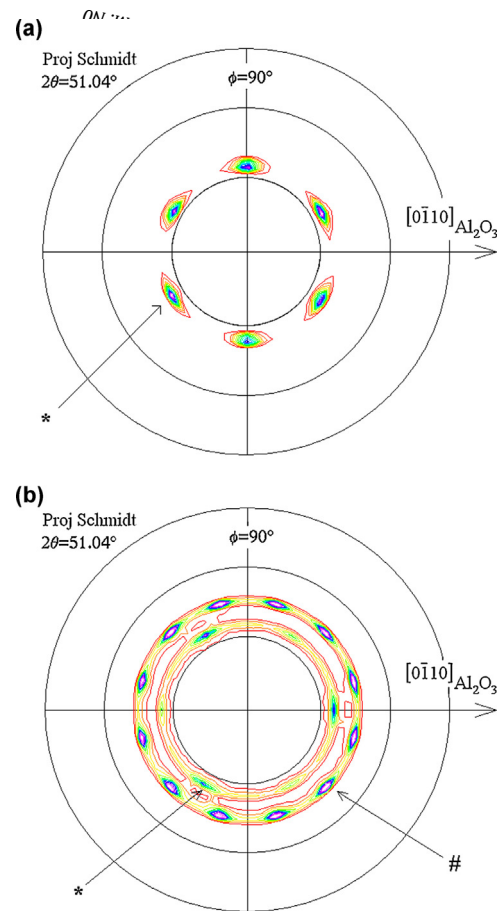 (a)
Proj Schmidt
2θ=51.04°
ϕ=90°
[01̄10]Al₂O₃
*
(b)
Proj Schmidt
2θ=51.04°
ϕ=90°
[01̄10]Al₂O₃
*
#